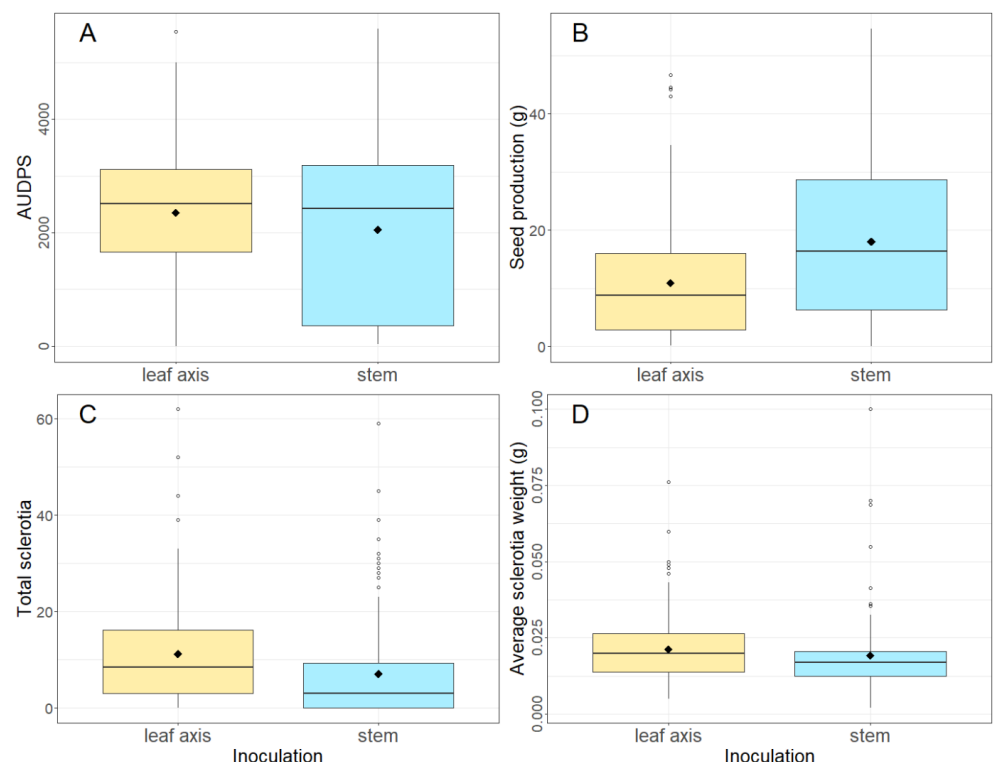 A
AUDPS
0
2000
4000
leaf axis
stem
B
Seed production (g)
0
20
40
leaf axis
stem
C
Total sclerotia
0
20
40
60
leaf axis
stem
Inoculation
D
Average sclerotia weight (g)
0.000
0.025
0.050
0.075
0.100
leaf axis
stem
Inoculation